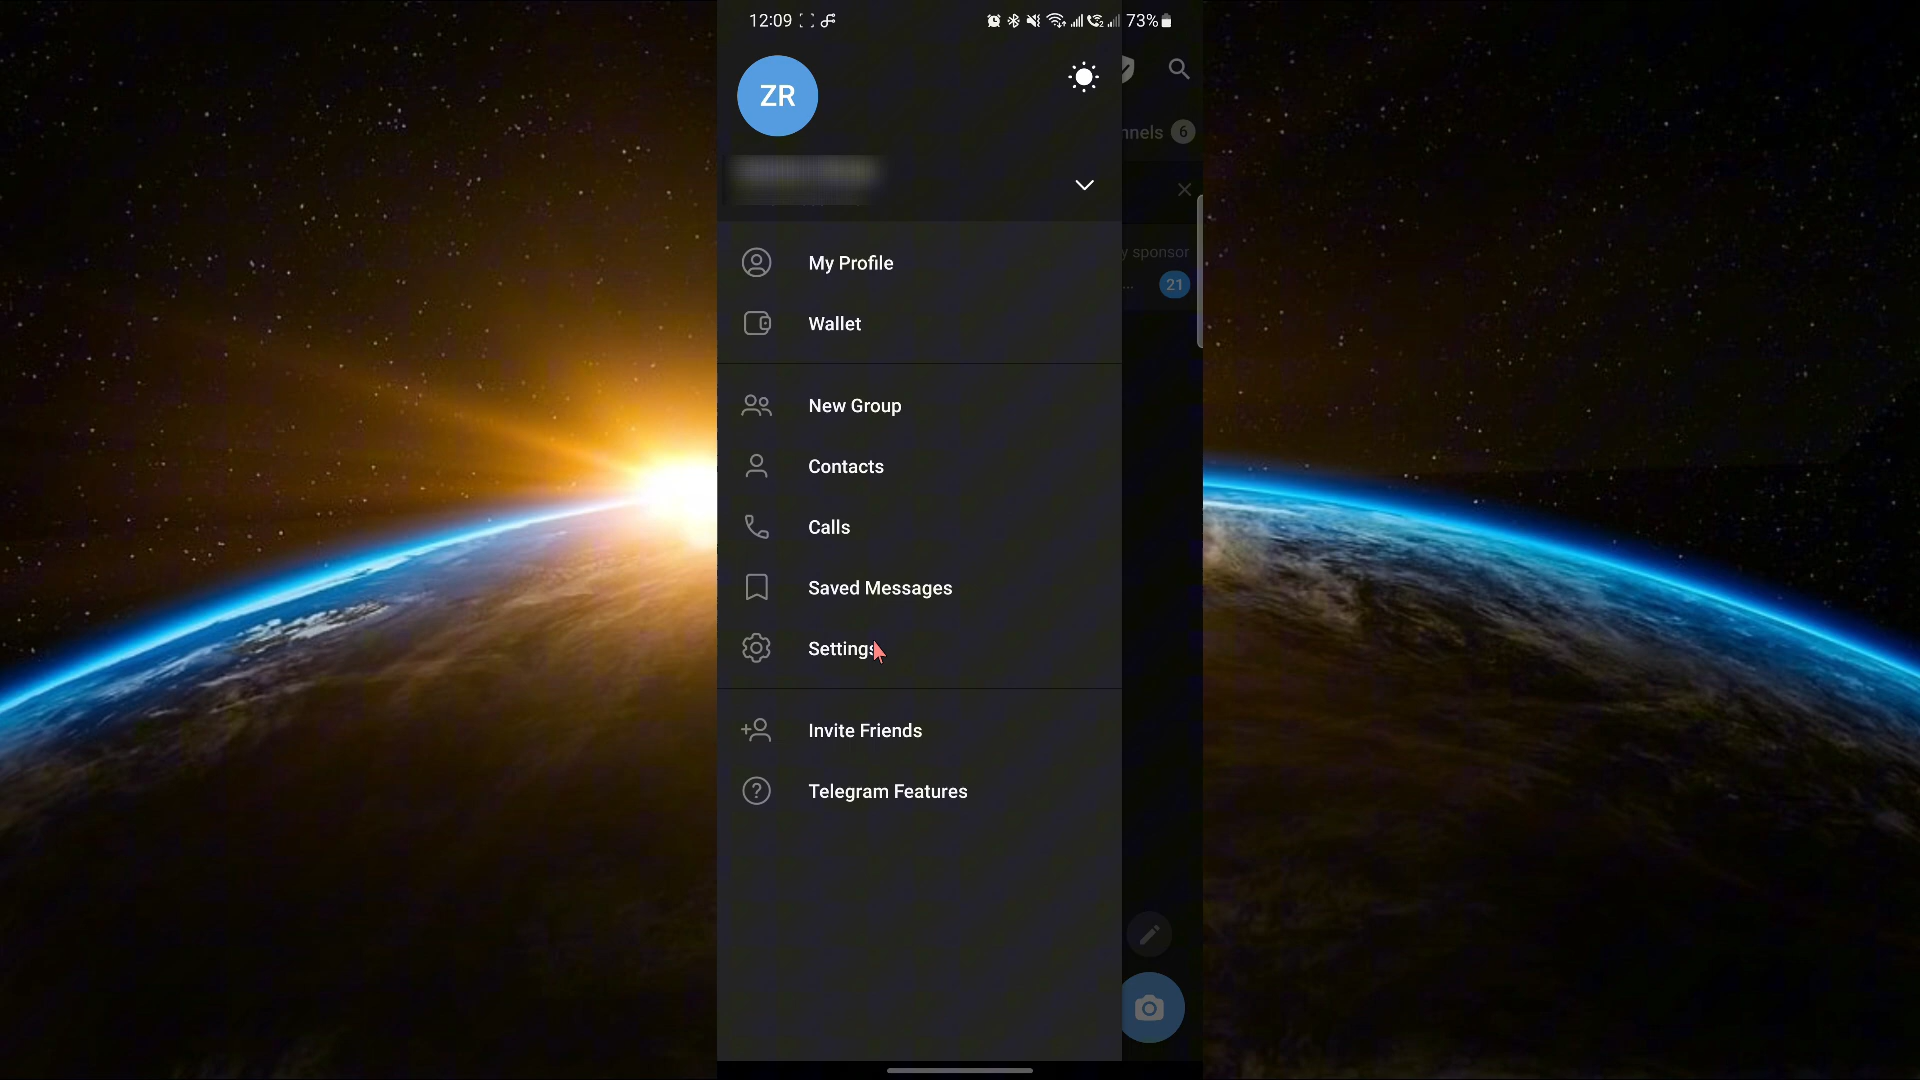 12:09
73%
ZR
nnels 6
y sponsor
... 21
My Profile
Wallet
New Group
Contacts
Calls
Saved Messages
Settings
Invite Friends
Telegram Features